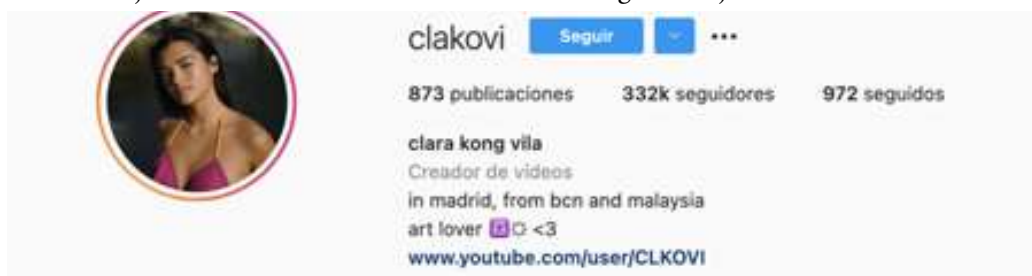 clakovi Seguir ...
873 publicaciones 332k seguidores 972 seguidos
clara kong vila
Creador de videos
in madrid, from bcn and malaysia
art lover <3
www.youtube.com/user/CLKOVI